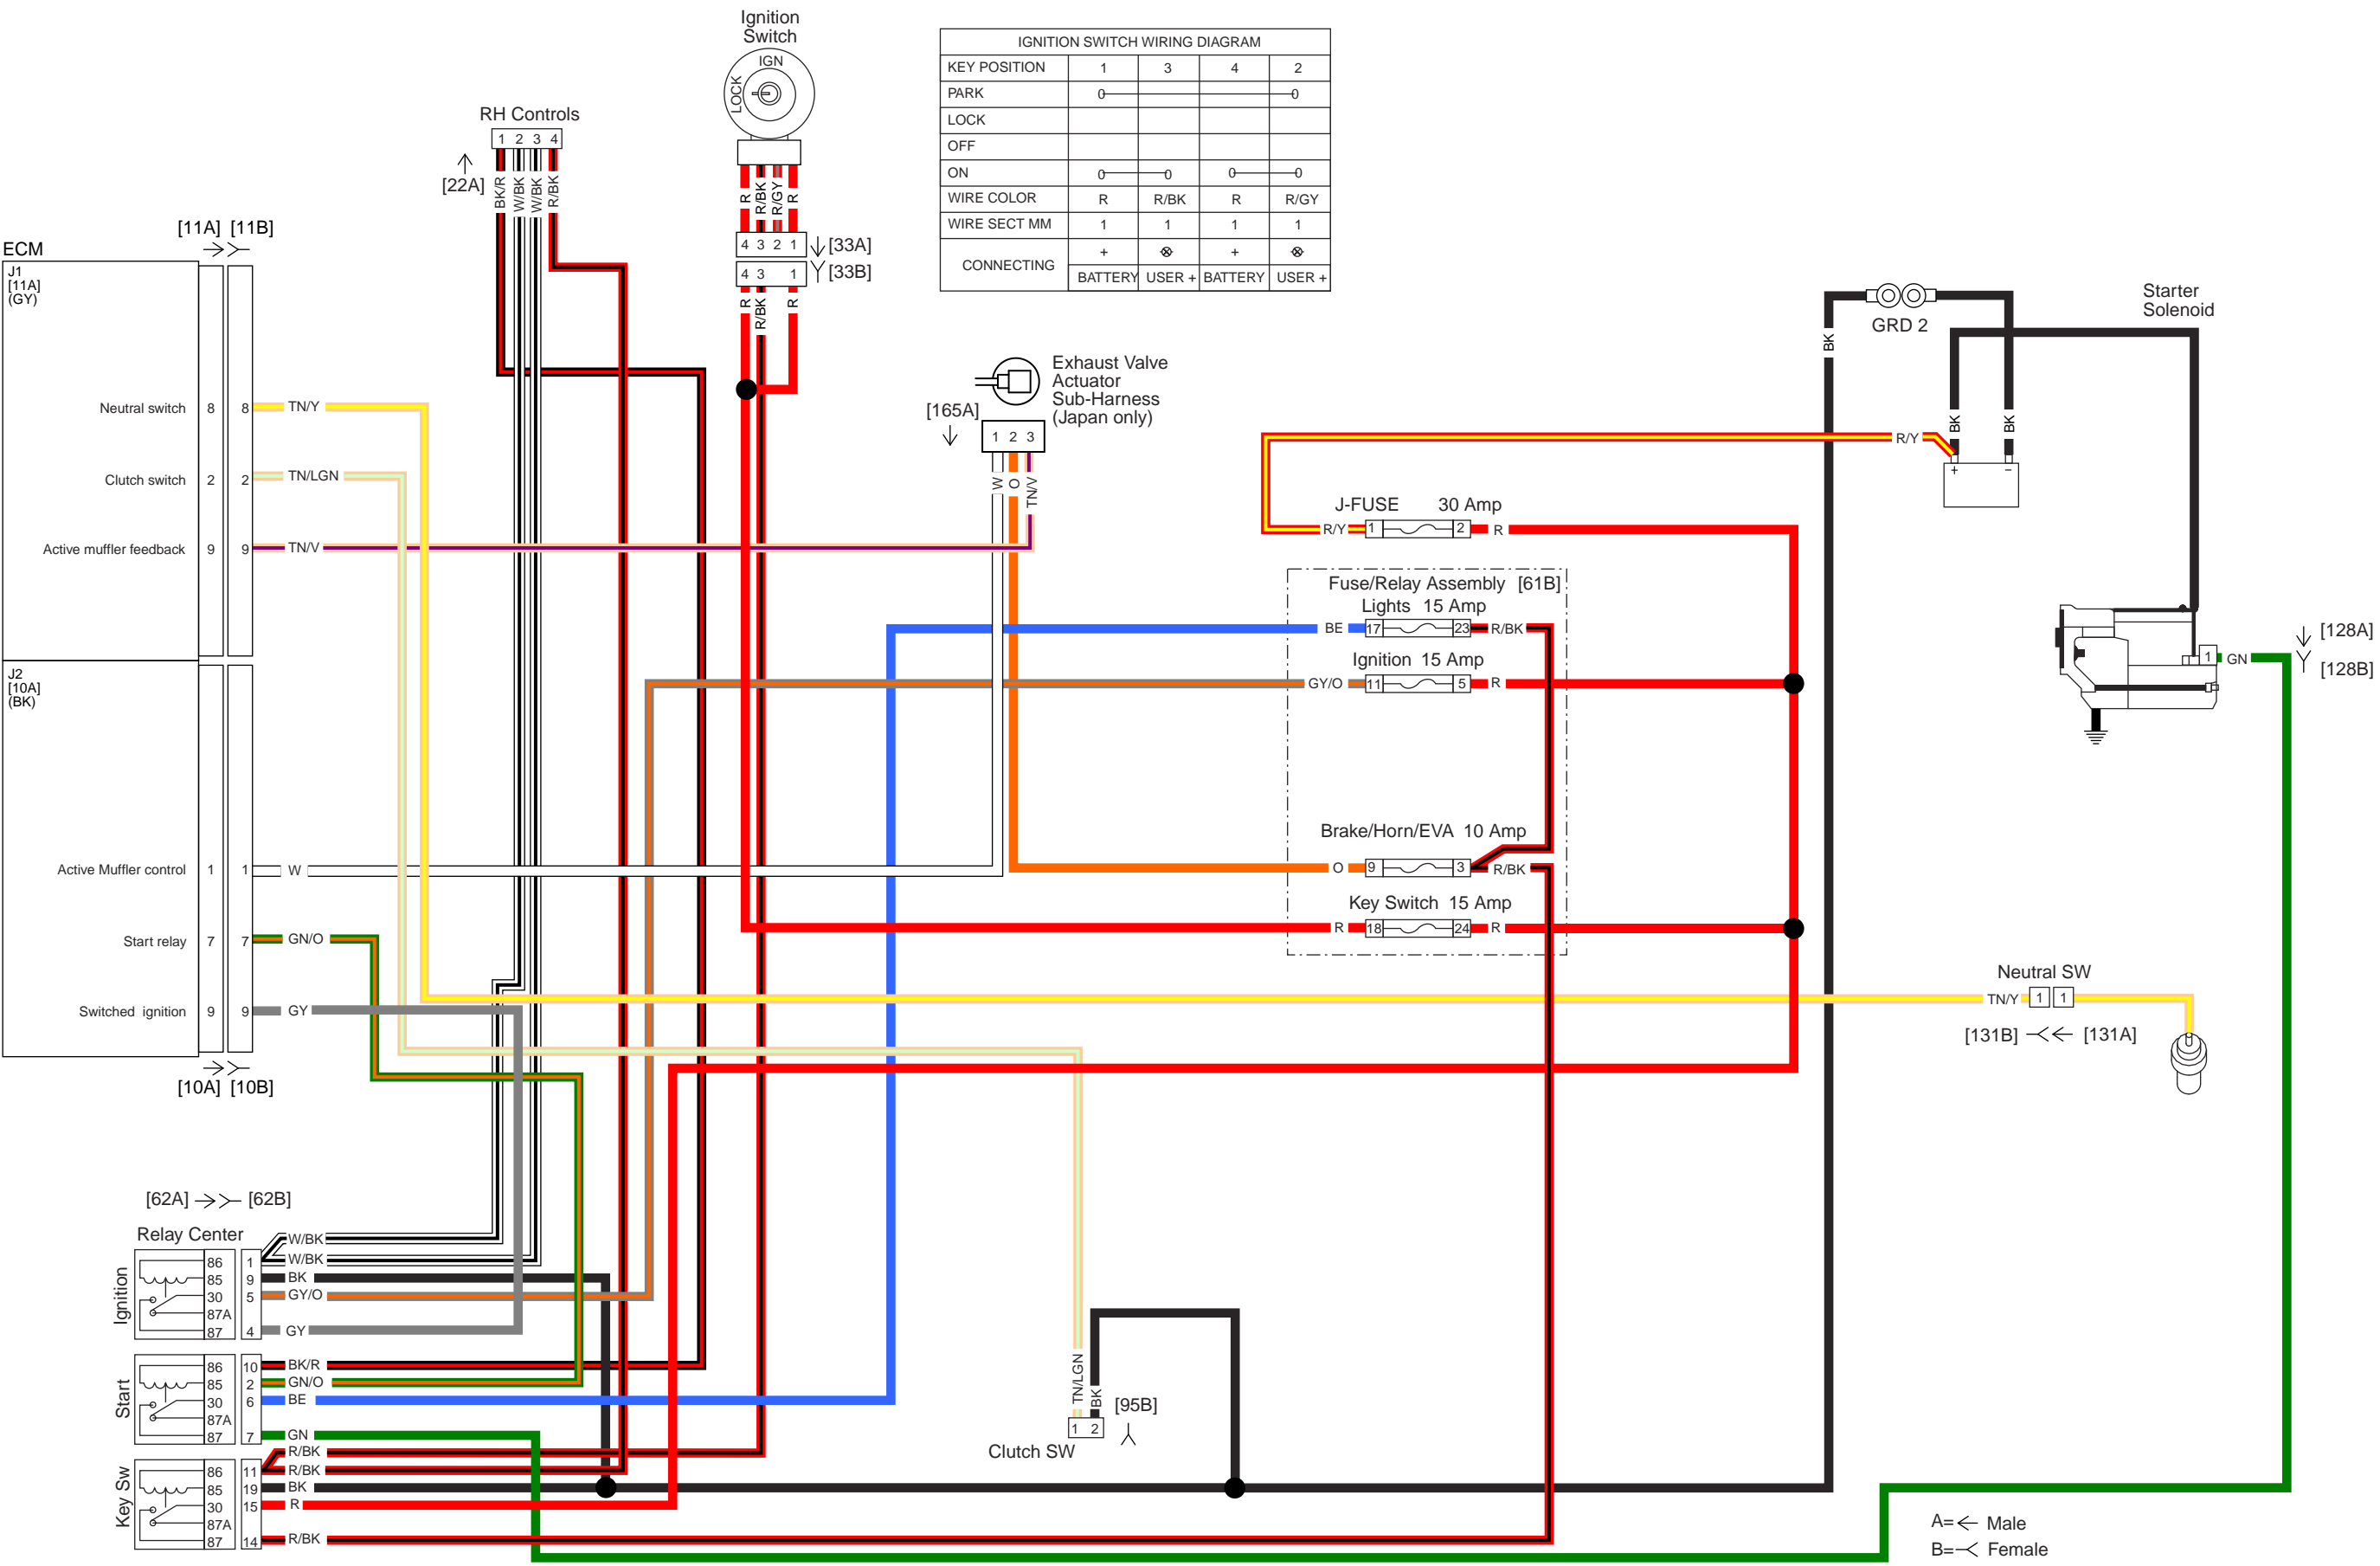 Ignition
Switch
IGN
LOCK
R
R/BK
R/GY
R
4 3 2 1
[33A]
4 3 1
[33B]
R
R/BK
R
IGNITION SWITCH WIRING DIAGRAM
KEY POSITION 1 3 4 2
PARK 0 0
LOCK
OFF
ON 0 0 0 0
WIRE COLOR R R/BK R R/GY
WIRE SECT MM 1 1 1 1
CONNECTING + ⊗ + ⊗
BATTERY USER + BATTERY USER +
RH Controls
1 2 3 4
[22A]
BK/R
W/BK
W/BK
R/BK
[11A] [11B]
ECM
J1
[11A]
(GY)
Neutral switch 8 8 TN/Y
Clutch switch 2 2 TN/LGN
Active muffler feedback 9 9 TN/V
J2
[10A]
(BK)
Active Muffler control 1 1 W
Start relay 7 7 GN/O
Switched ignition 9 9 GY
[10A] [10B]
Exhaust Valve
Actuator
Sub-Harness
(Japan only)
[165A]
1 2 3
W
O
TN/V
GRD 2
BK
BK
BK
Starter
Solenoid
R/Y
+ −
J-FUSE 30 Amp
R/Y 1 2 R
Fuse/Relay Assembly [61B]
Lights 15 Amp
BE 17 23 R/BK
Ignition 15 Amp
GY/O 11 5 R
Brake/Horn/EVA 10 Amp
O 9 3 R/BK
Key Switch 15 Amp
R 18 24 R
1 GN
[128A]
[128B]
Neutral SW
TN/Y 1 1
[131B] [131A]
[62A] [62B]
Relay Center
Ignition
86 1 W/BK
W/BK
85 9 BK
30 5 GY/O
87A
87 4 GY
Start
86 10 BK/R
85 2 GN/O
30 6 BE
87A
87 7 GN
Key Sw
R/BK
86 11 R/BK
85 19 BK
30 15 R
87A
87 14 R/BK
TN/LGN
BK
[95B]
1 2
Clutch SW
A= Male
B= Female